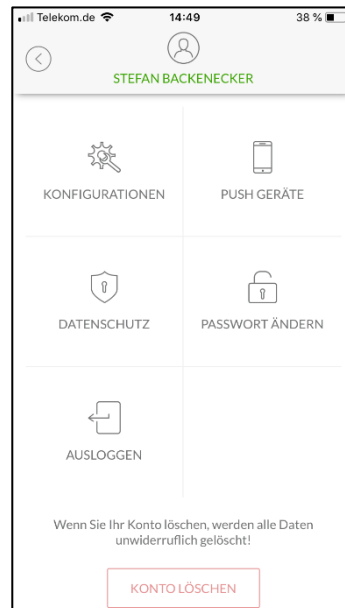 Telekom.de 14:49 38 %
STEFAN BACKENECKER
KONFIGURATIONEN PUSH GERÄTE
DATENSCHUTZ PASSWORT ÄNDERN
AUSLOGGEN
Wenn Sie Ihr Konto löschen, werden alle Daten
unwiderruflich gelöscht!
KONTO LÖSCHEN